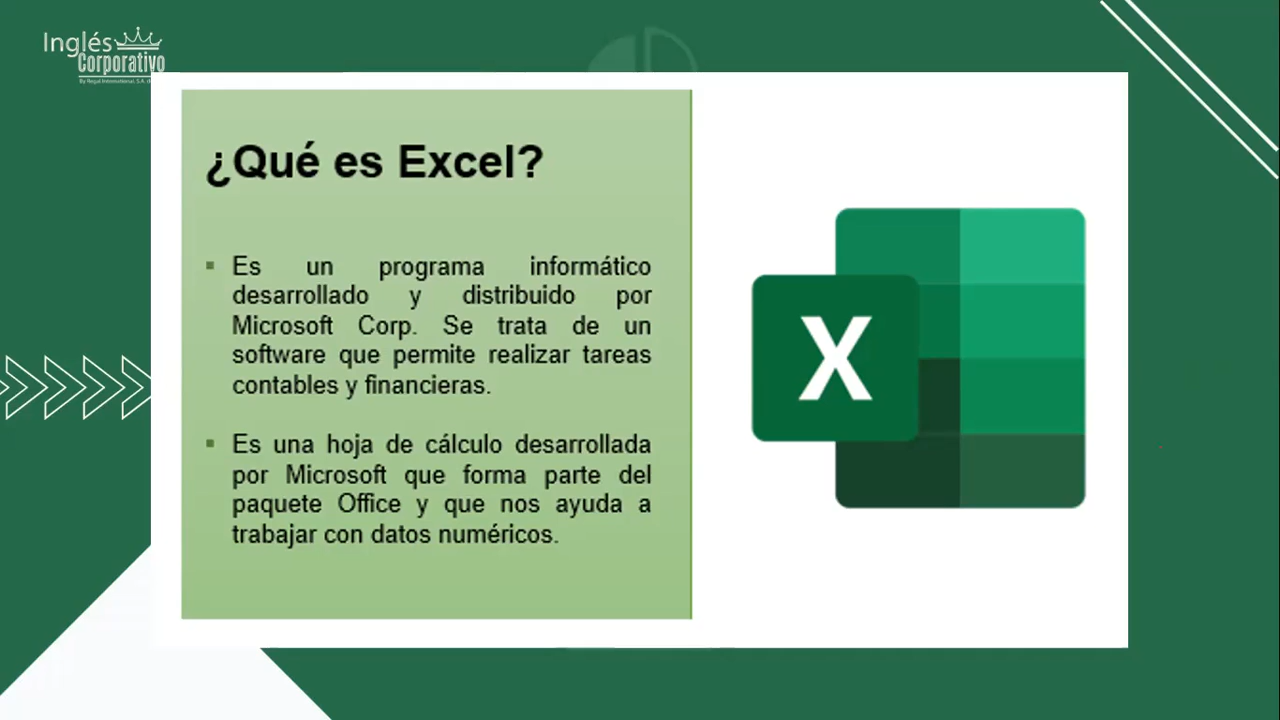 Inglés
Corporativo
¿Qué es Excel?
Es un programa informático
desarrollado y distribuido por
Microsoft Corp. Se trata de un
software que permite realizar tareas
contables y financieras.
Es una hoja de cálculo desarrollada
por Microsoft que forma parte del
paquete Office y que nos ayuda a
trabajar con datos numéricos.
X